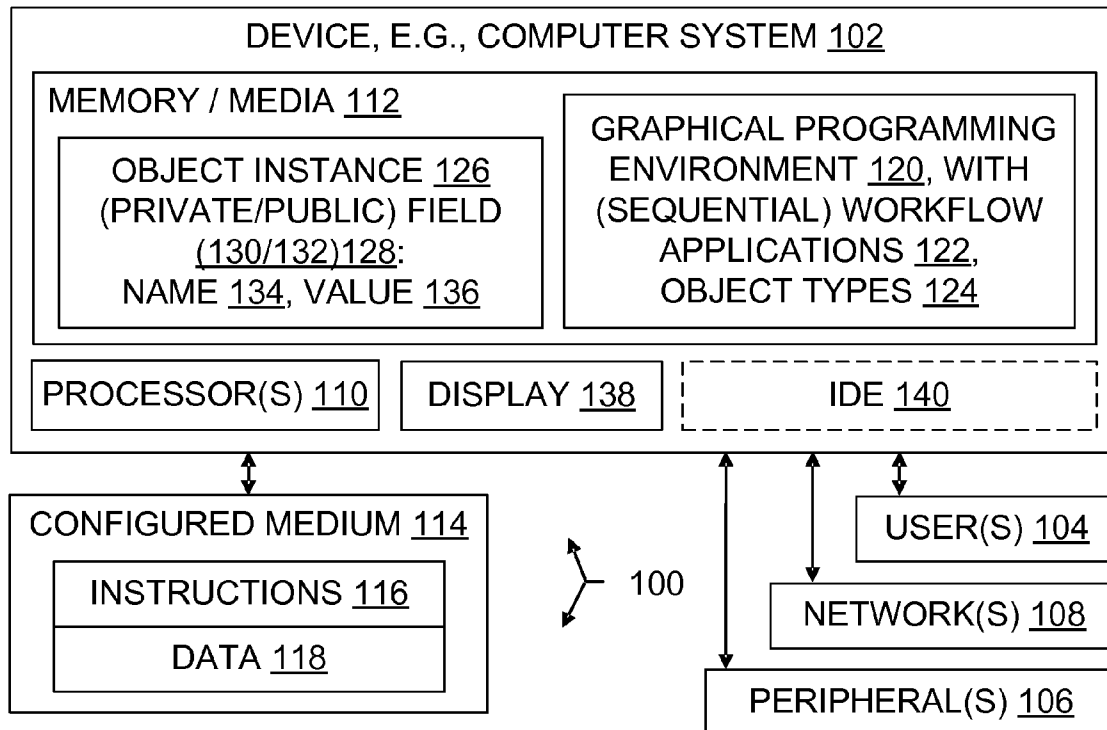 DEVICE, E.G., COMPUTER SYSTEM 102
MEMORY / MEDIA 112
OBJECT INSTANCE 126
(PRIVATE/PUBLIC) FIELD
(130/132)128:
NAME 134, VALUE 136
GRAPHICAL PROGRAMMING
ENVIRONMENT 120, WITH
(SEQUENTIAL) WORKFLOW
APPLICATIONS 122,
OBJECT TYPES 124
PROCESSOR(S) 110
DISPLAY 138
IDE 140
CONFIGURED MEDIUM 114
INSTRUCTIONS 116
DATA 118
100
USER(S) 104
NETWORK(S) 108
PERIPHERAL(S) 106